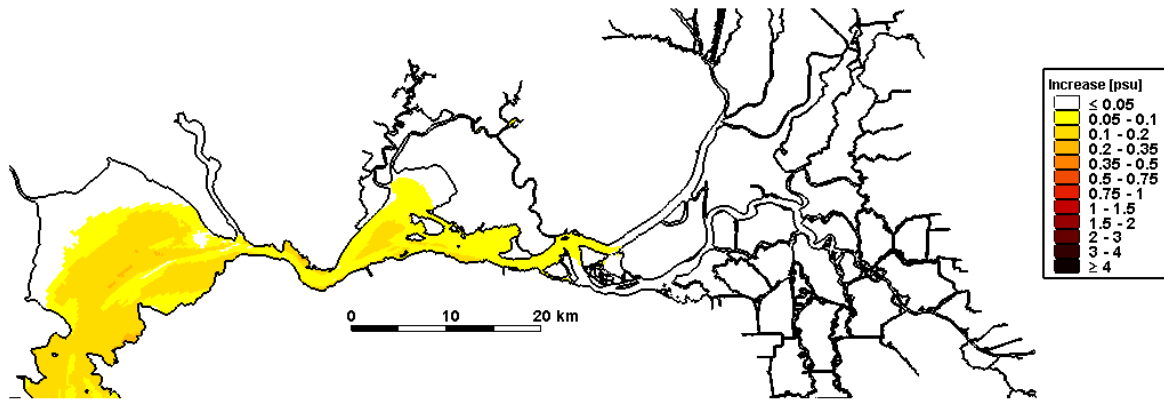 Increase [psu]
≤ 0.05
0.05 - 0.1
0.1 - 0.2
0.2 - 0.35
0.35 - 0.5
0.5 - 0.75
0.75 - 1
1 - 1.5
1.5 - 2
2 - 3
3 - 4
≥ 4
0 10 20 km